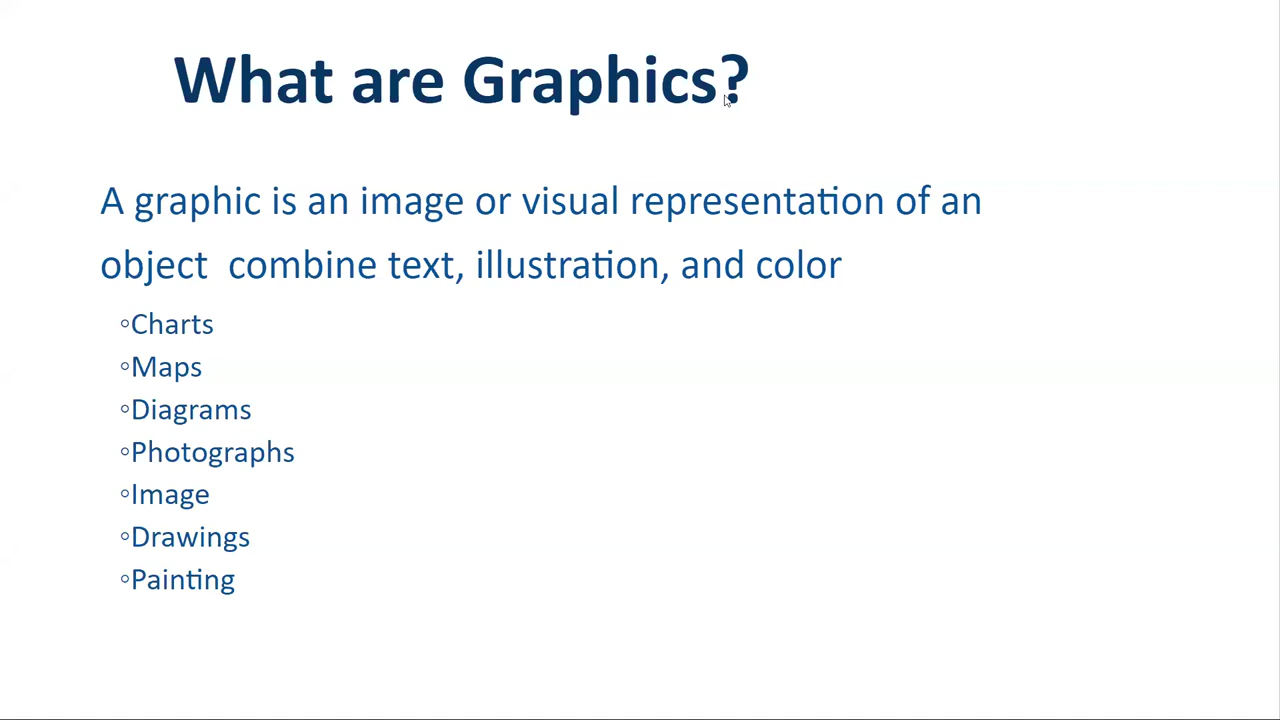 What are Graphics?
A graphic is an image or visual representation of an
object  combine text, illustration, and color
◦Charts
◦Maps
◦Diagrams
◦Photographs
◦Image
◦Drawings
◦Painting